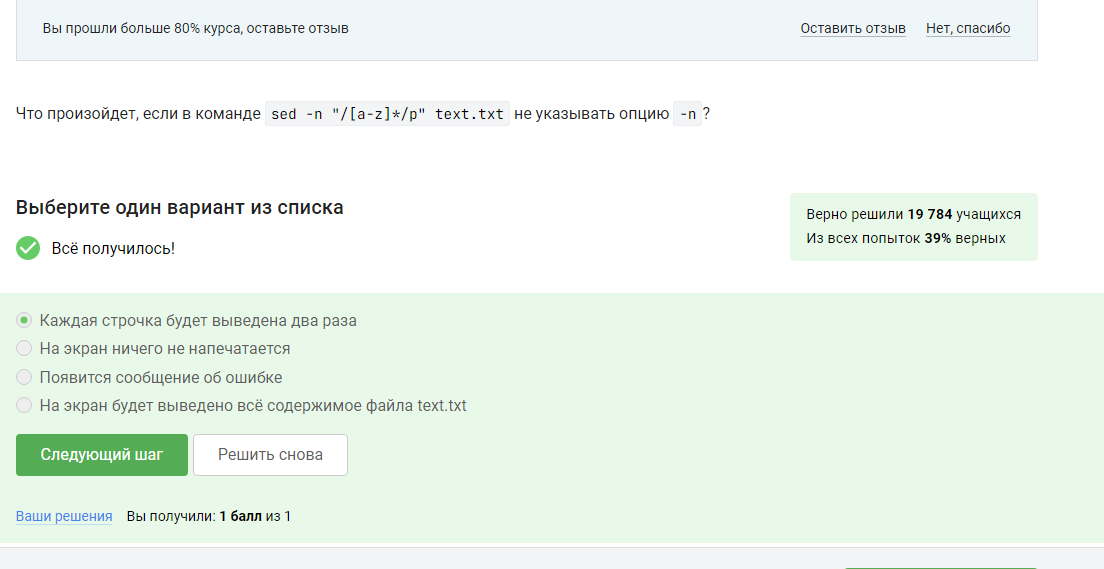 Вы прошли больше 80% курса, оставьте отзыв Оставить отзыв Нет, спасибо
Что произойдет, если в команде sed -n "/[a-z]*/p" text.txt не указывать опцию -n?
Выберите один вариант из списка
Всё получилось!
Верно решили 19 784 учащихся
Из всех попыток 39% верных
Каждая строчка будет выведена два раза
На экран ничего не напечатается
Появится сообщение об ошибке
На экран будет выведено всё содержимое файла text.txt
Следующий шаг Решить снова
Ваши решения Вы получили: 1 балл из 1